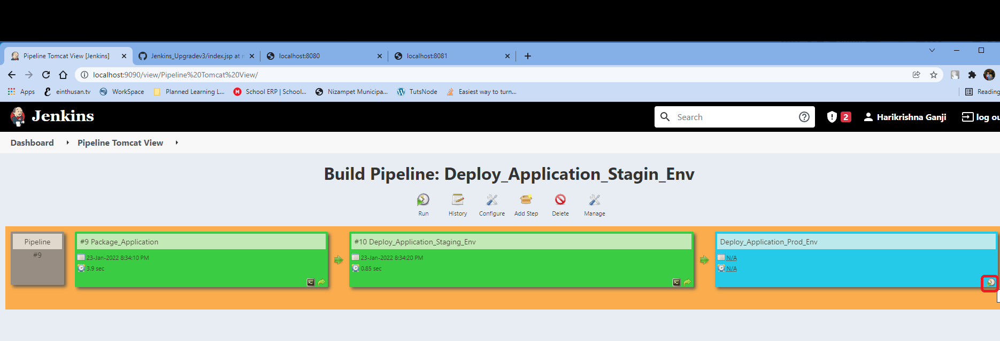 Pipeline Tomcat View [Jenkins]
Jenkins_Upgradev3/index.jsp at
localhost:8080
localhost:8081
localhost:9090/view/Pipeline%20Tomcat%20View/
Apps
einthusan.tv
WorkSpace
Planned Learning L...
School ERP | School...
Nizampet Municipa...
TutsNode
Easiest way to turn...
Reading
Jenkins
Search
2
Harikrishna Ganji
log ou
Dashboard
Pipeline Tomcat View
Build Pipeline: Deploy_Application_Stagin_Env
Run
History
Configure
Add Step
Delete
Manage
Pipeline
#9
#9 Package_Application
23-Jan-2022 8:34:10 PM
3.9 sec
#10 Deploy_Application_Staging_Env
23-Jan-2022 8:34:20 PM
0.85 sec
Deploy_Application_Prod_Env
N/A
N/A